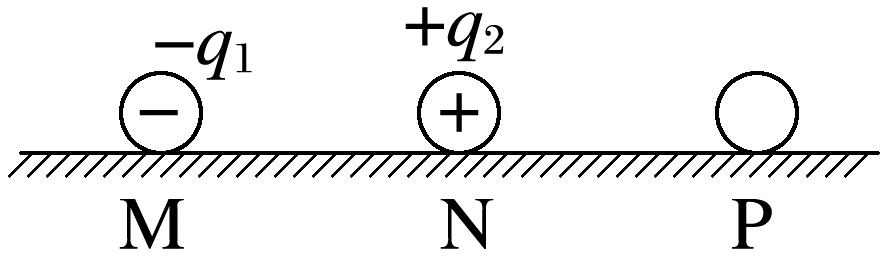 −q₁ +q₂
− +
M N P